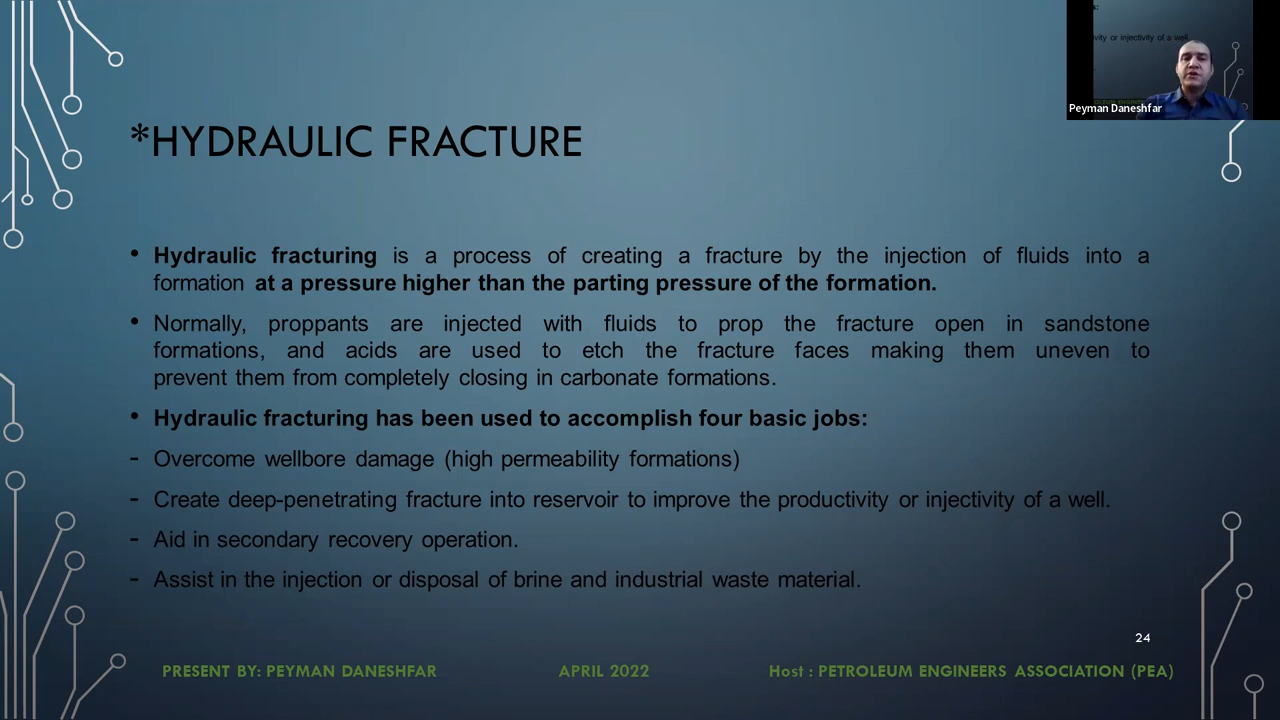 ivity or injectivity of a well.
Peyman Daneshfar
*HYDRAULIC FRACTURE
• Hydraulic fracturing is a process of creating a fracture by the injection of fluids into a
formation at a pressure higher than the parting pressure of the formation.
• Normally, proppants are injected with fluids to prop the fracture open in sandstone
formations, and acids are used to etch the fracture faces making them uneven to
prevent them from completely closing in carbonate formations.
• Hydraulic fracturing has been used to accomplish four basic jobs:
- Overcome wellbore damage (high permeability formations)
- Create deep-penetrating fracture into reservoir to improve the productivity or injectivity of a well.
- Aid in secondary recovery operation.
- Assist in the injection or disposal of brine and industrial waste material.
24
PRESENT BY: PEYMAN DANESHFAR APRIL 2022 Host : PETROLEUM ENGINEERS ASSOCIATION (PEA)